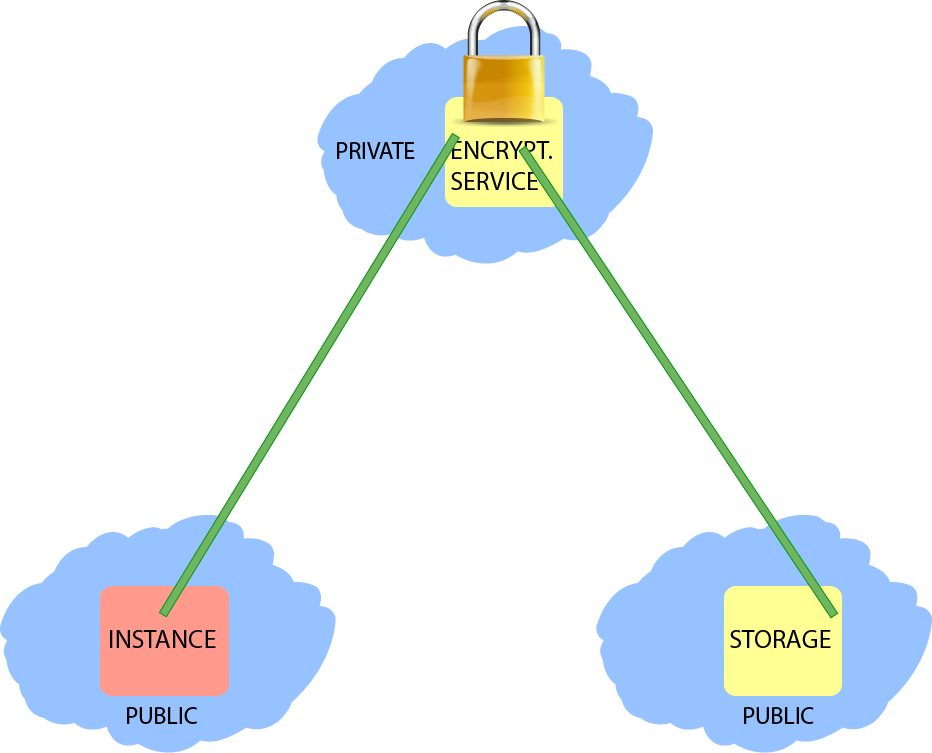 PRIVATE
ENCRYPT.
SERVICE
INSTANCE
PUBLIC
STORAGE
PUBLIC